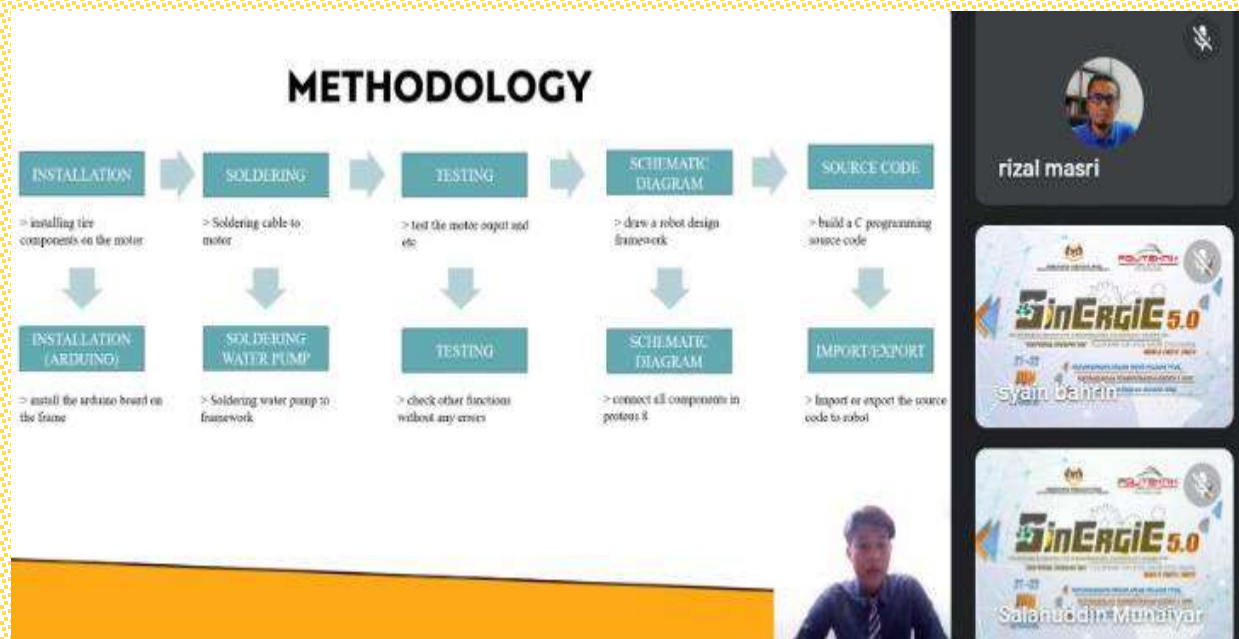 METHODOLOGY
INSTALLATION
SOLDERING
TESTING
SCHEMATIC
DIAGRAM
SOURCE CODE
> installing tire
components on the motor
> Soldering cable to
motor
> test the motor ouput and
etc
> draw a robot design
framework
> build a C programming
source code
INSTALLATION
(ARDUINO)
SOLDERING
WATER PUMP
TESTING
SCHEMATIC
DIAGRAM
IMPORT/EXPORT
> install the arduino board on
the frame
> Soldering water pump to
framework
> check other functions
without any errors
> connect all components in
proteus 8
> Import or export the source
code to robot
rizal masri
POLITEKNIK
SinERGiE 5.0
syain bahrin
POLITEKNIK
SinERGiE 5.0
Salahuddin Munaiyar